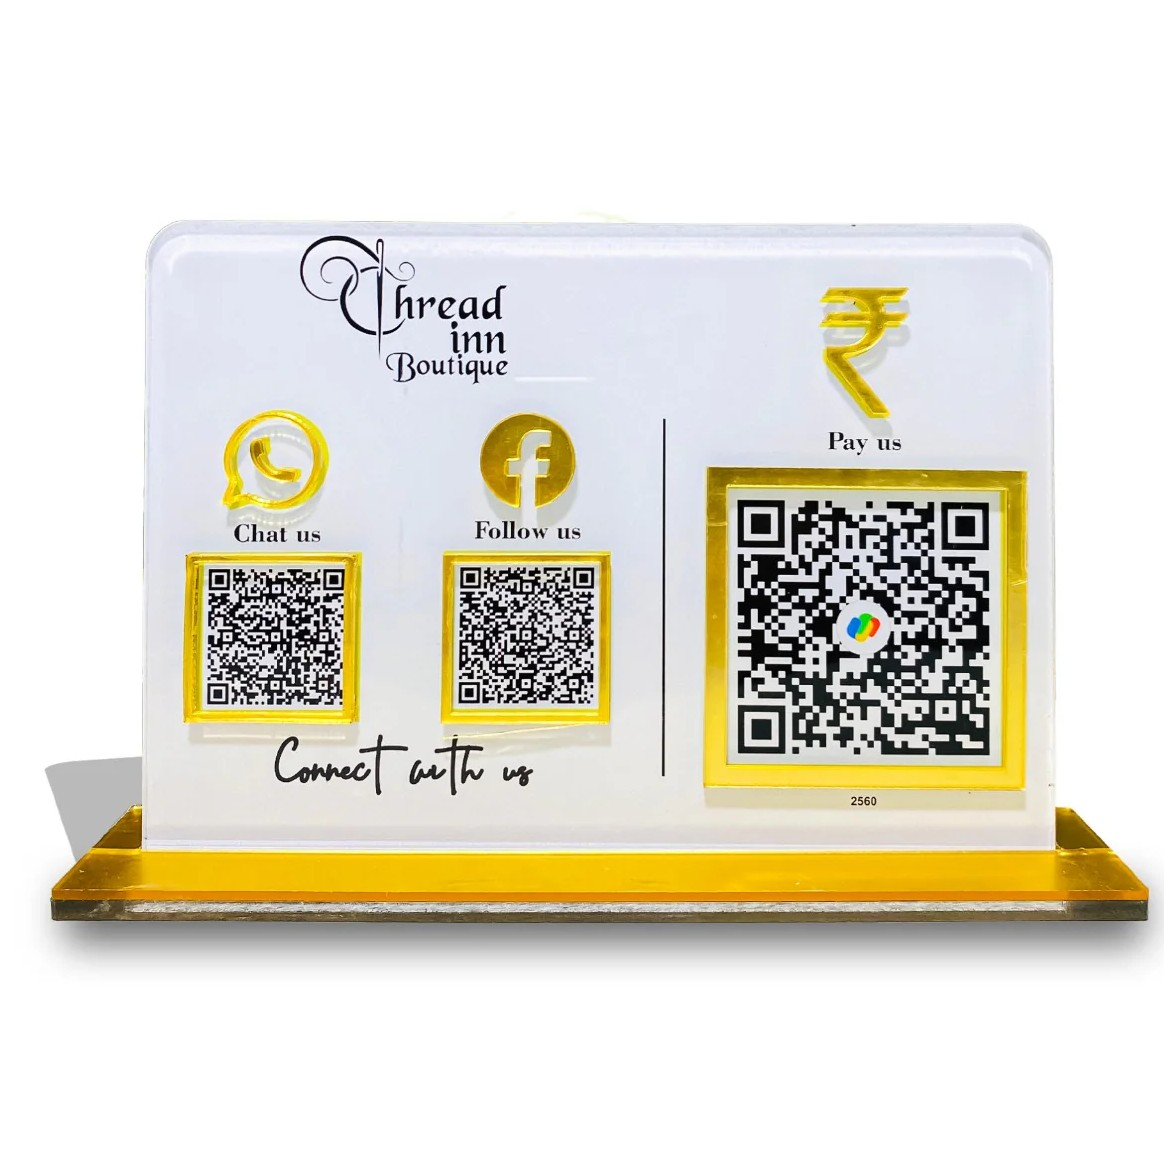 Thread
inn
Boutique
Chat us
Follow us
Connect with us
₹
Pay us
2560